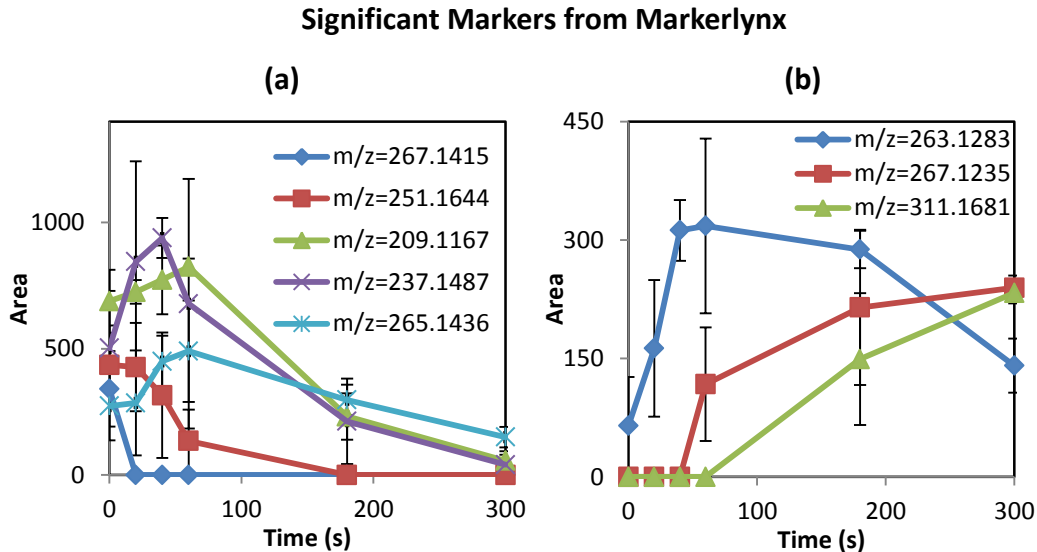 Significant Markers from Markerlynx
(a)
m/z=267.1415
m/z=251.1644
m/z=209.1167
m/z=237.1487
m/z=265.1436
Area
1000
500
0
0 100 200 300
Time (s)
(b)
m/z=263.1283
m/z=267.1235
m/z=311.1681
Area
450
300
150
0
0 100 200 300
Time (s)